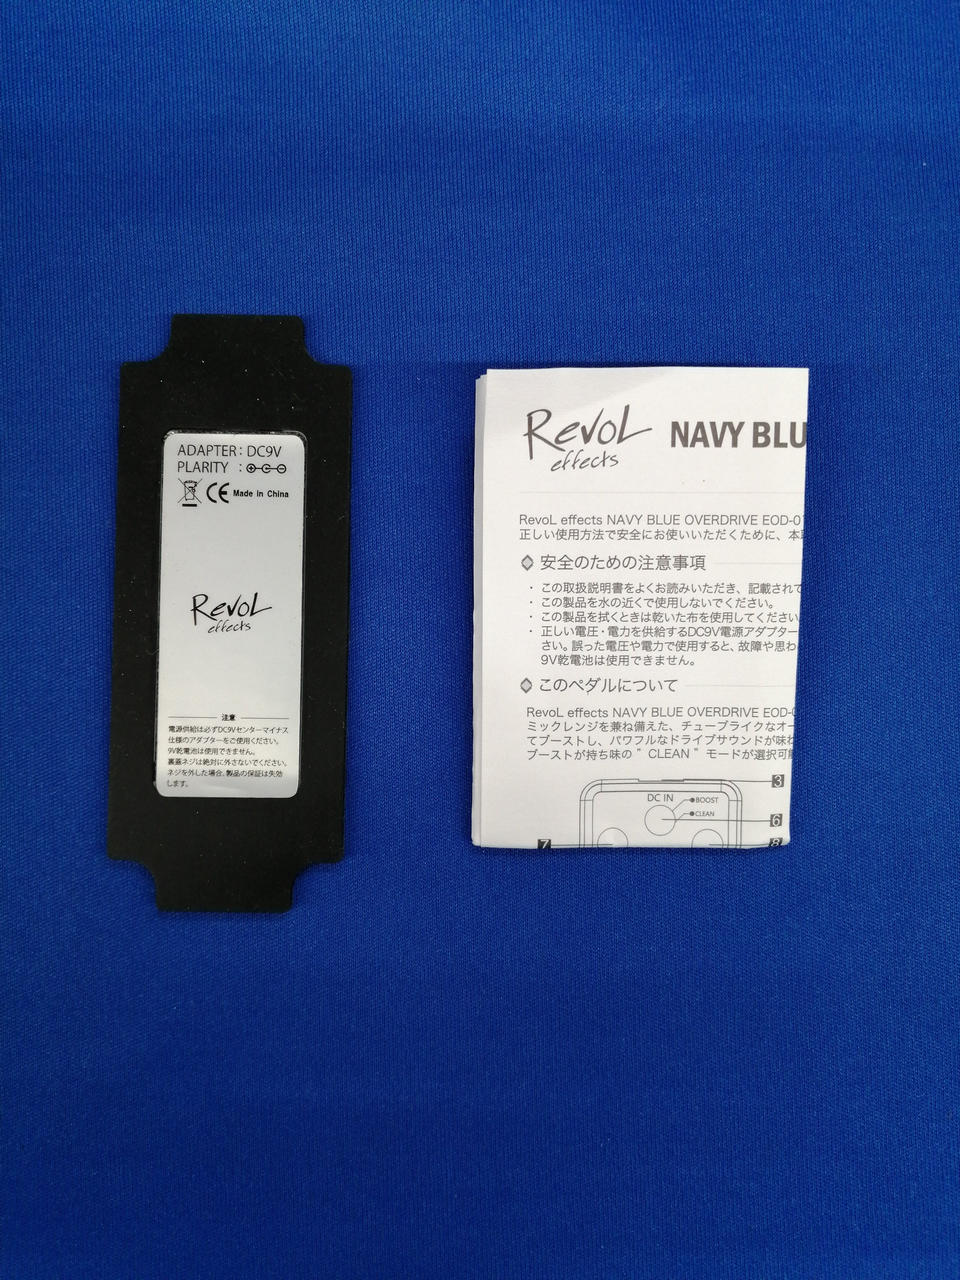 ADAPTER: DC9V
PLARITY :
CE Made in China
RevoL
effects
注意
電源供給は必ずDC9Vセンターマイナス
仕様のアダプターをご使用ください。
9V乾電池は使用できません。
裏蓋ネジは絶対に外さないでください。
ネジを外した場合、製品の保証は失効
します。
RevoL
effects
NAVY BLU
RevoL effects NAVY BLUE OVERDRIVE EOD-0
正しい使用方法で安全にお使いいただくために、本
安全のための注意事項
・この取扱説明書をよくお読みいただき、記載されて
・この製品を水の近くで使用しないでください。
・この製品を拭くときは乾いた布を使用してください
・正しい電圧・電力を供給するDC9V電源アダプター
さい。誤った電圧や電力で使用すると、故障や思わ
9V乾電池は使用できません。
このペダルについて
RevoL effects NAVY BLUE OVERDRIVE EOD-
ミックレンジを兼ね備えた、チューブライクなオー
てブーストし、パワフルなドライブサウンドが味わ
ブーストが持ち味の " CLEAN " モードが選択可
3
DC IN
BOOST
CLEAN
6
7
8